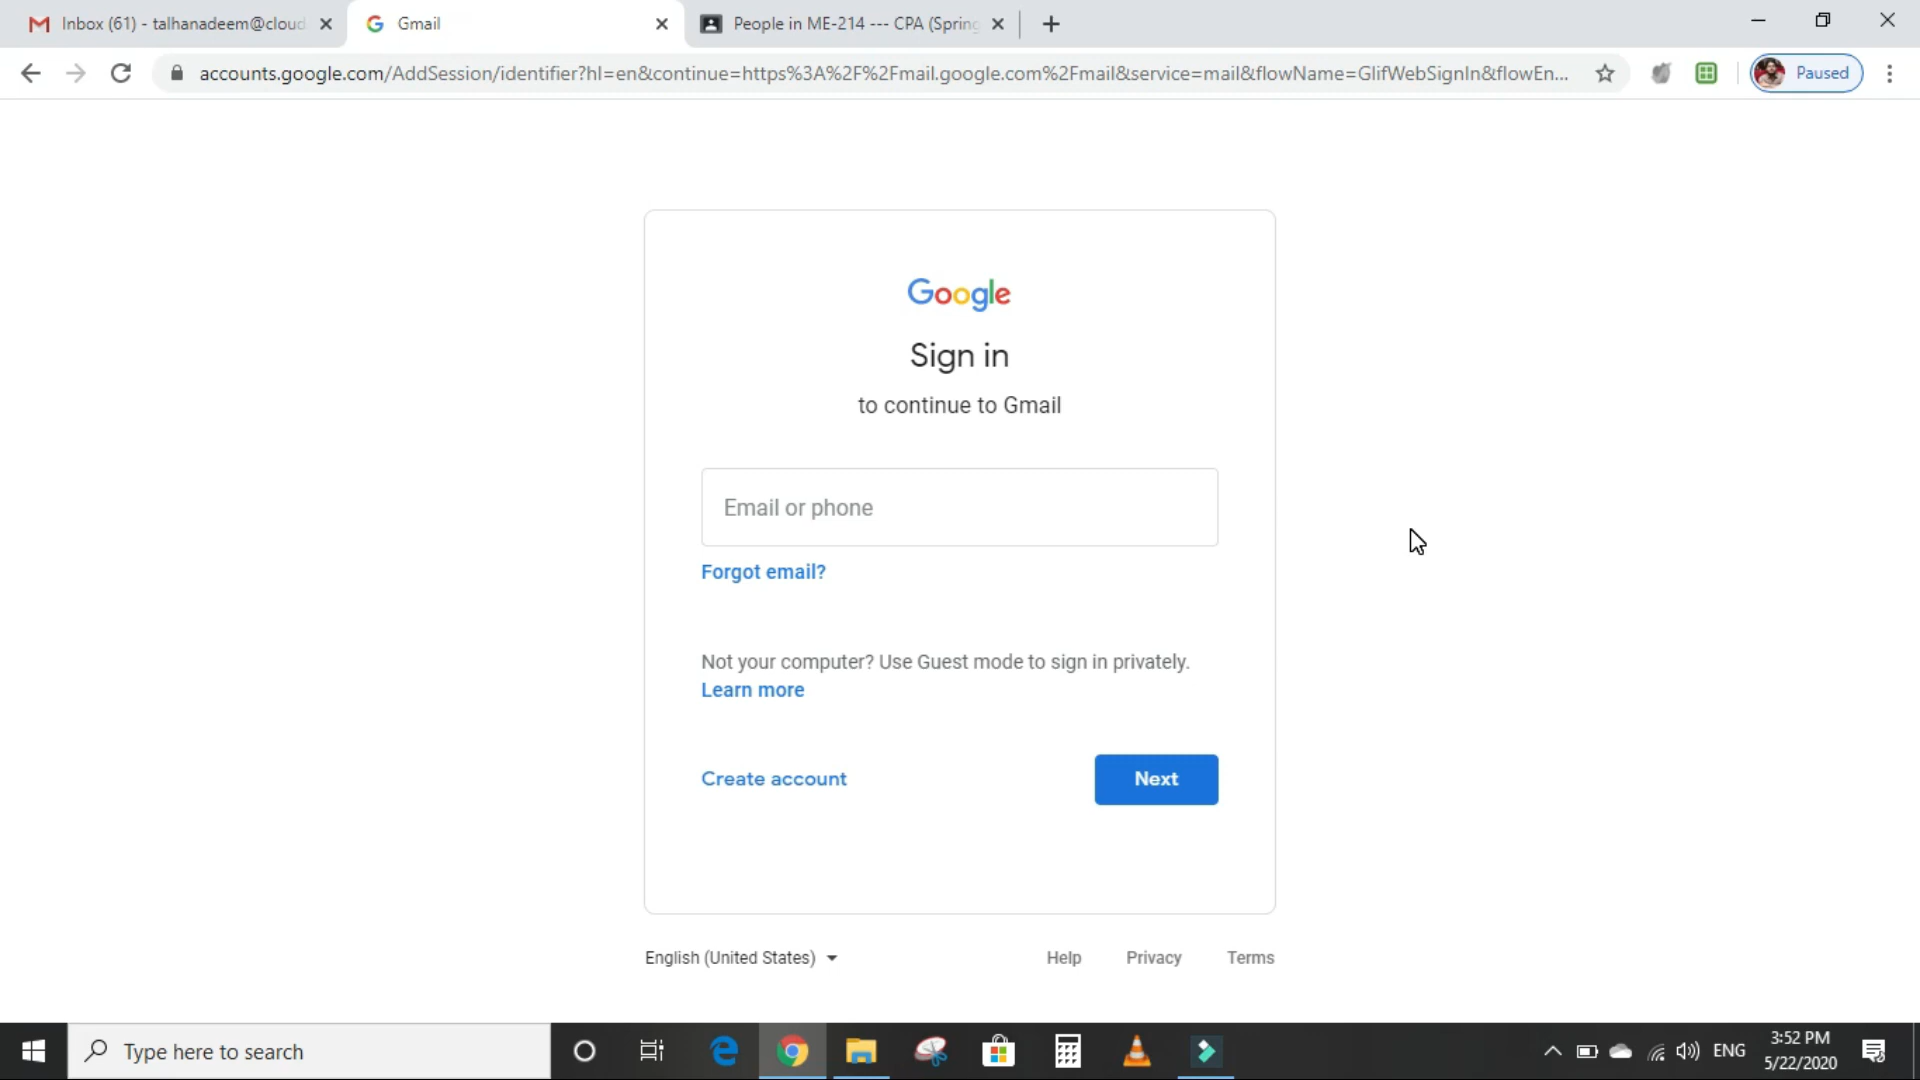 Inbox (61) - talhanadeem@cloud
Gmail
People in ME-214 --- CPA (Spring
accounts.google.com/AddSession/identifier?hl=en&continue=https%3A%2F%2Fmail.google.com%2Fmail&service=mail&flowName=GlifWebSignIn&flowEn...
Paused
Google
Sign in
to continue to Gmail
Email or phone
Forgot email?
Not your computer? Use Guest mode to sign in privately.
Learn more
Create account
Next
English (United States)
Help
Privacy
Terms
Type here to search
ENG
3:52 PM
5/22/2020